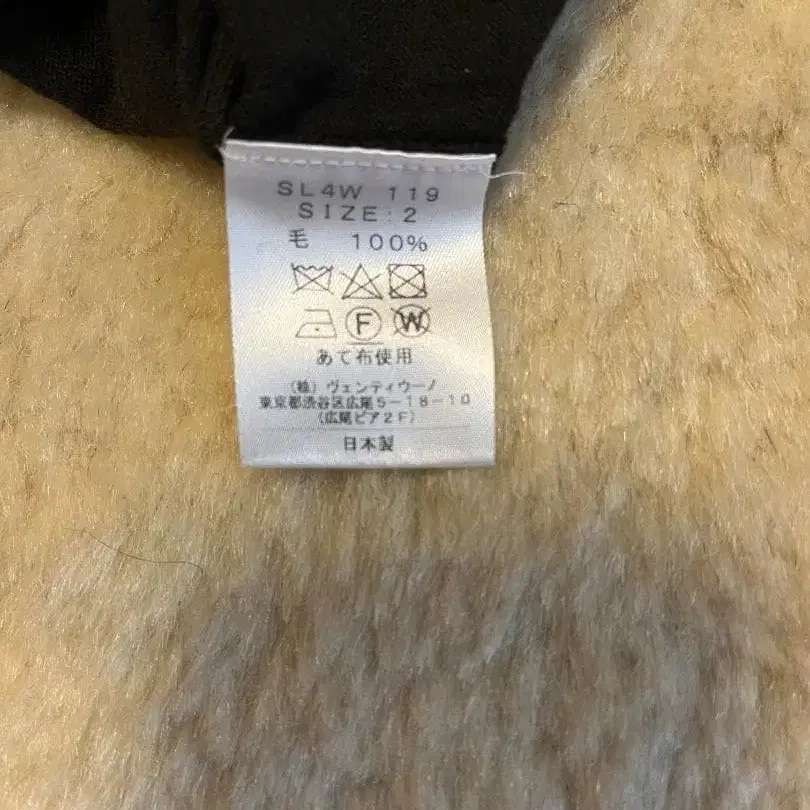 SL4W 119
SIZE:2
毛 100%
F W
あて布使用
(株)ヴェンティウーノ
東京都渋谷区広尾5-18-10
(広尾ピア2F)
日本製